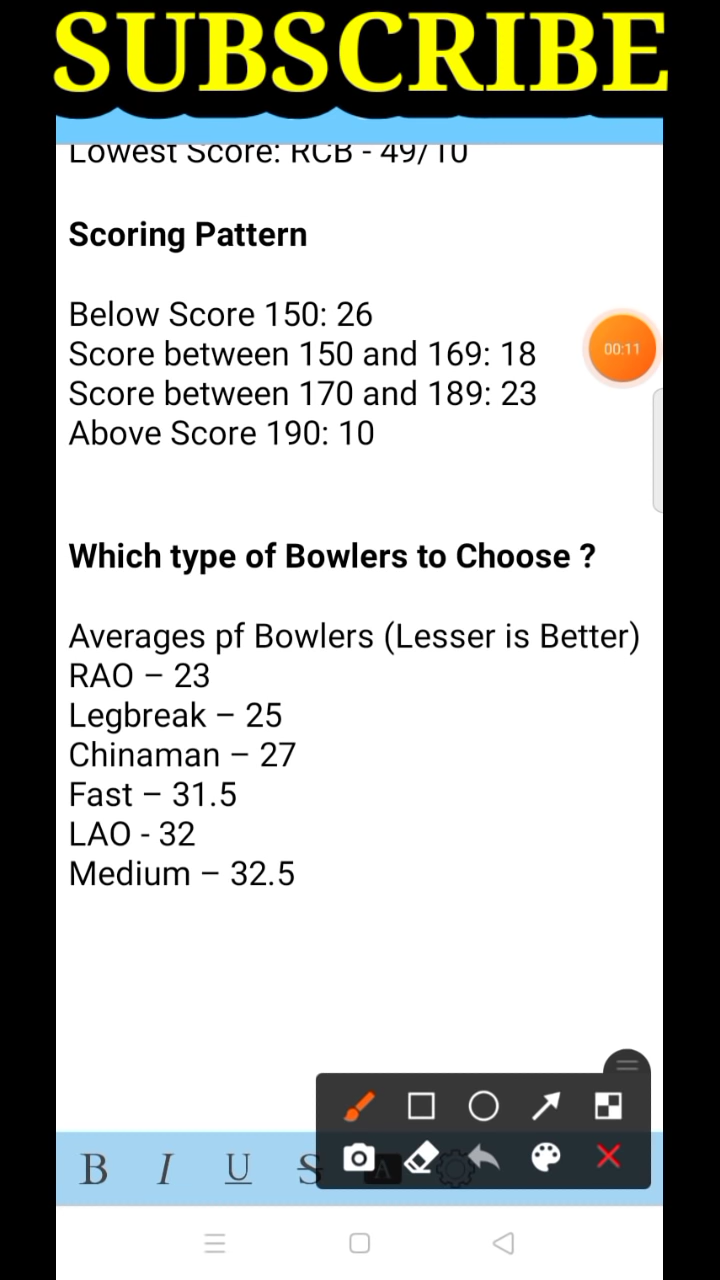 SUBSCRIBE
Lowest Score: RCB - 49/10
Scoring Pattern
Below Score 150: 26
Score between 150 and 169: 18
00:11
Score between 170 and 189: 23
Above Score 190: 10
Which type of Bowlers to Choose ?
Averages pf Bowlers (Lesser is Better)
RAO – 23
Legbreak – 25
Chinaman – 27
Fast – 31.5
LAO - 32
Medium – 32.5
B I U S A